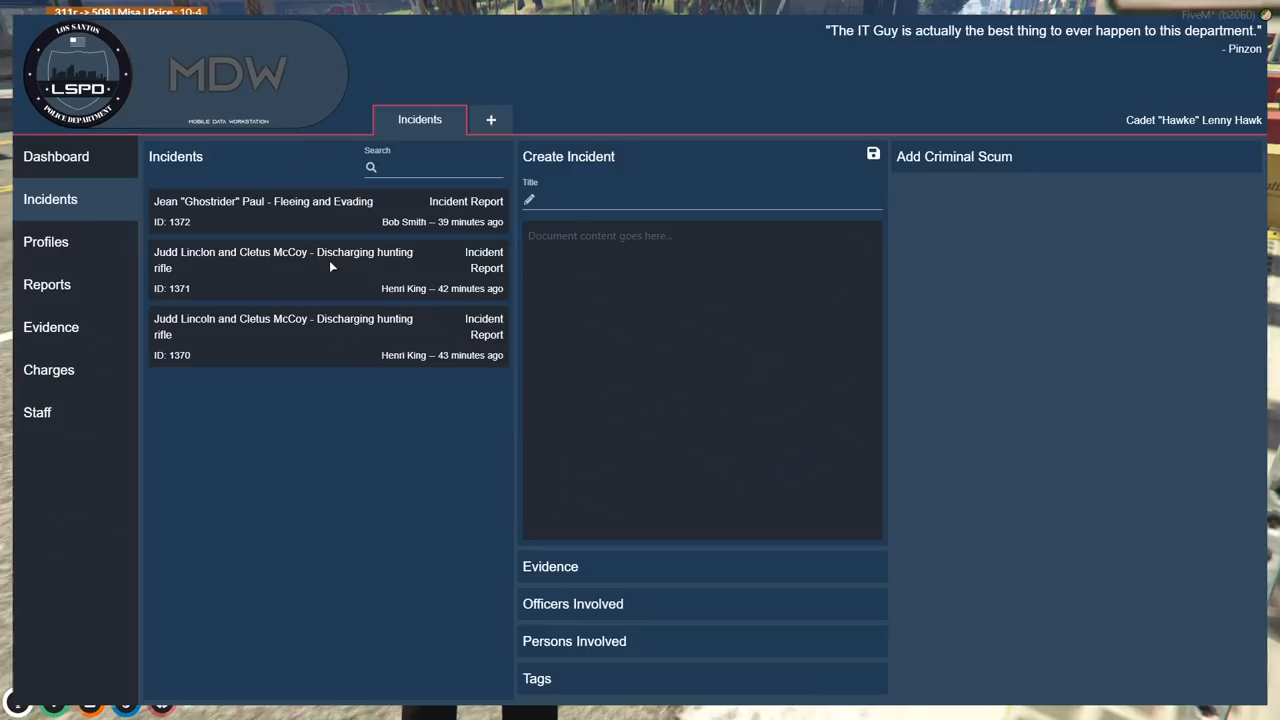 311r -> 508 | Misa | Price : 10-4
FiveM* (b2060)
LOS SANTOS
LSPD
POLICE DEPARTMENT
MDW
MOBILE DATA WORKSTATION
"The IT Guy is actually the best thing to ever happen to this department."
- Pinzon
Incidents
+
Cadet "Hawke" Lenny Hawk
Dashboard
Incidents
Profiles
Reports
Evidence
Charges
Staff
Incidents
Search
Jean "Ghostrider" Paul - Fleeing and Evading
Incident Report
ID: 1372
Bob Smith -- 39 minutes ago
Judd Linclon and Cletus McCoy - Discharging hunting
rifle
Incident
Report
ID: 1371
Henri King -- 42 minutes ago
Judd Lincoln and Cletus McCoy - Discharging hunting
rifle
Incident
Report
ID: 1370
Henri King -- 43 minutes ago
Create Incident
Title
Document content goes here...
Evidence
Officers Involved
Persons Involved
Tags
Add Criminal Scum